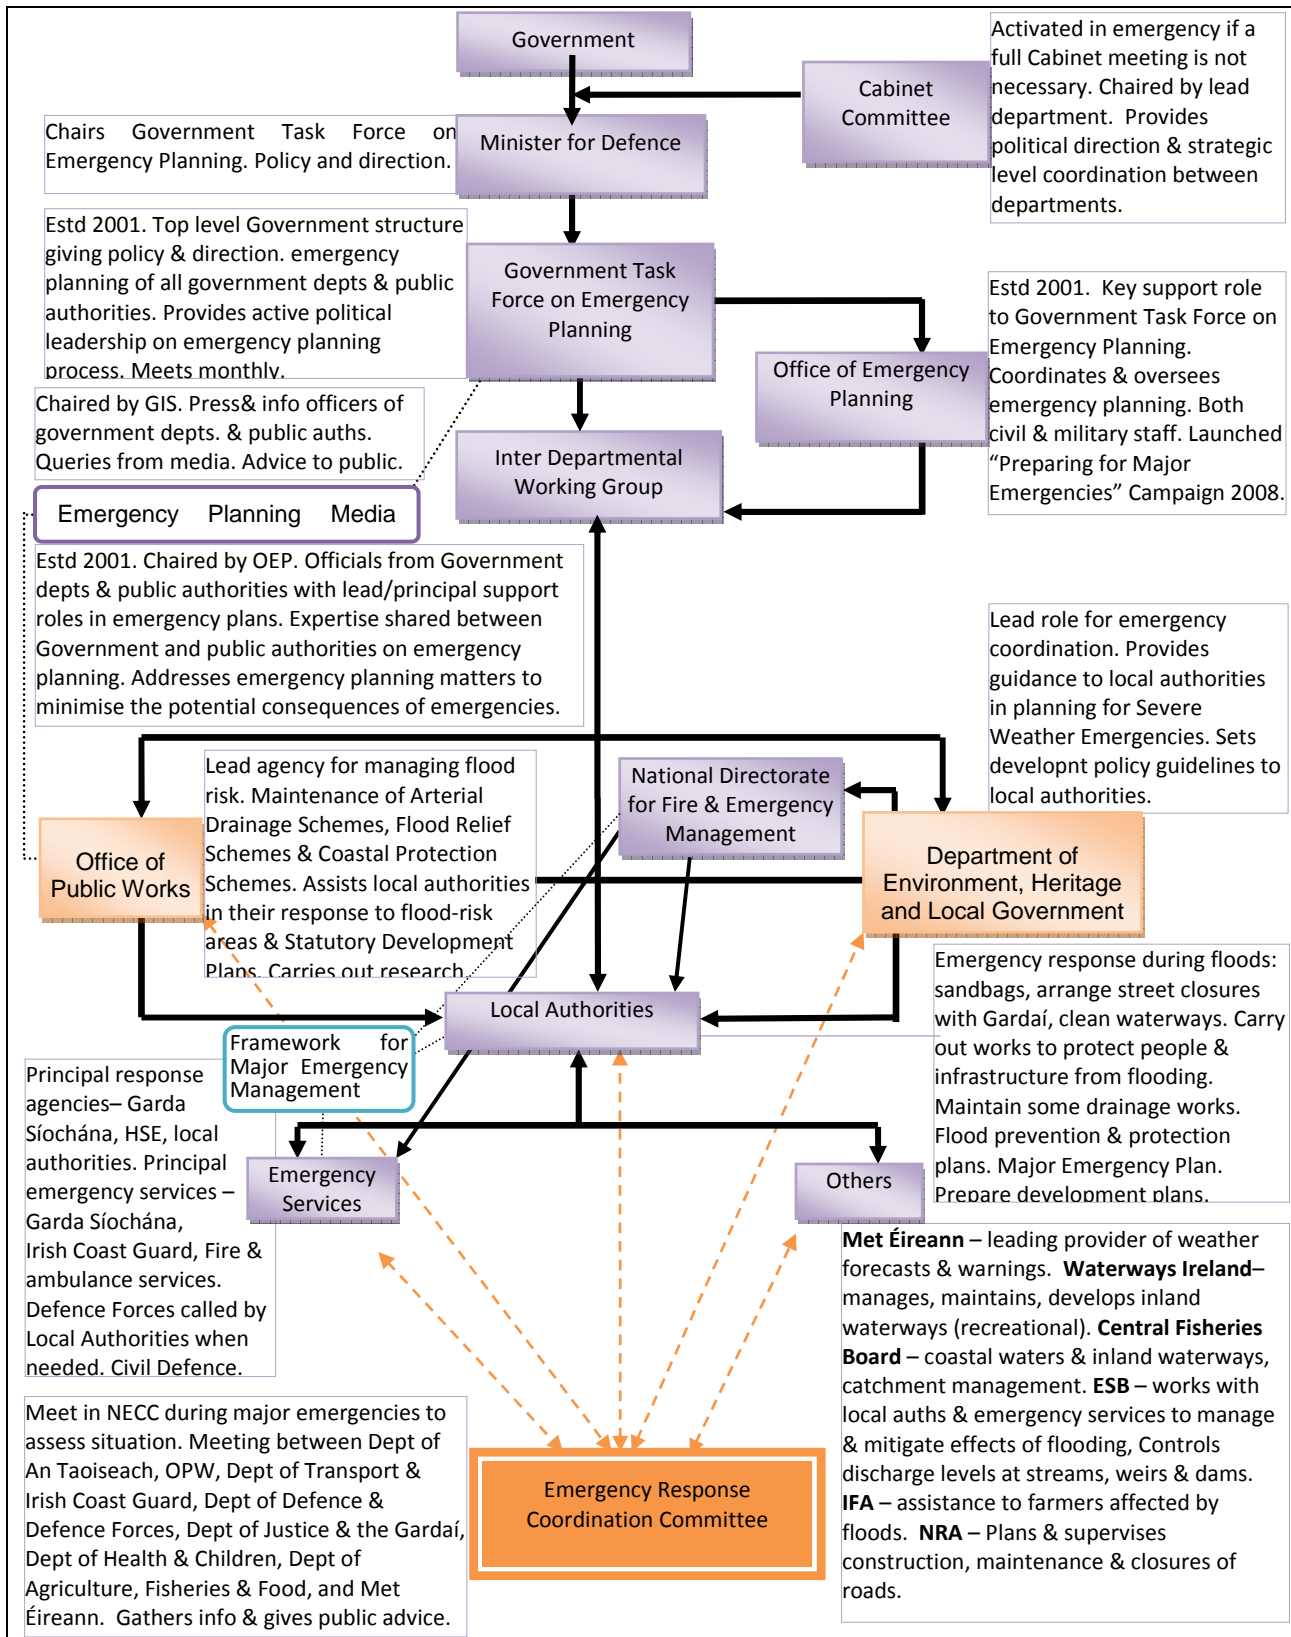 Government
Activated in emergency if a
full Cabinet meeting is not
necessary. Chaired by lead
department.  Provides
political direction & strategic
level coordination between
departments.
Cabinet
Committee
Chairs Government Task Force on
Emergency Planning. Policy and direction.
Minister for Defence
Estd 2001. Top level Government structure
giving policy & direction. emergency
planning of all government depts & public
authorities. Provides active political
leadership on emergency planning
process. Meets monthly.
Government Task
Force on Emergency
Planning
Estd 2001.  Key support role
to Government Task Force on
Emergency Planning.
Coordinates & oversees
emergency planning. Both
civil & military staff. Launched
“Preparing for Major
Emergencies” Campaign 2008.
Office of Emergency
Planning
Chaired by GIS. Press& info officers of
government depts. & public auths.
Queries from media. Advice to public.
Inter Departmental
Working Group
Emergency Planning Media
Estd 2001. Chaired by OEP. Officials from Government
depts & public authorities with lead/principal support
roles in emergency plans. Expertise shared between
Government and public authorities on emergency
planning. Addresses emergency planning matters to
minimise the potential consequences of emergencies.
Lead role for emergency
coordination. Provides
guidance to local authorities
in planning for Severe
Weather Emergencies. Sets
developnt policy guidelines to
local authorities.
Lead agency for managing flood
risk. Maintenance of Arterial
Drainage Schemes, Flood Relief
Schemes & Coastal Protection
Schemes. Assists local authorities
in their response to flood-risk
areas & Statutory Development
Plans. Carries out research.
National Directorate
for Fire & Emergency
Management
Office of
Public Works
Department of
Environment, Heritage
and Local Government
Emergency response during floods:
sandbags, arrange street closures
with Gardaí, clean waterways. Carry
out works to protect people &
infrastructure from flooding.
Maintain some drainage works.
Flood prevention & protection
plans. Major Emergency Plan.
Prepare development plans.
Local Authorities
Framework for
Major Emergency
Management
Principal response
agencies– Garda
Síochána, HSE, local
authorities. Principal
emergency services –
Garda Síochána,
Irish Coast Guard, Fire &
ambulance services.
Defence Forces called by
Local Authorities when
needed. Civil Defence.
Emergency
Services
Others
Met Éireann – leading provider of weather
forecasts & warnings.  Waterways Ireland–
manages, maintains, develops inland
waterways (recreational). Central Fisheries
Board – coastal waters & inland waterways,
catchment management. ESB – works with
local auths & emergency services to manage
& mitigate effects of flooding, Controls
discharge levels at streams, weirs & dams.
IFA – assistance to farmers affected by
floods.  NRA – Plans & supervises
construction, maintenance & closures of
roads.
Meet in NECC during major emergencies to
assess situation. Meeting between Dept of
An Taoiseach, OPW, Dept of Transport &
Irish Coast Guard, Dept of Defence &
Defence Forces, Dept of Justice & the Gardaí,
Dept of Health & Children, Dept of
Agriculture, Fisheries & Food, and Met
Éireann.  Gathers info & gives public advice.
Emergency Response
Coordination Committee